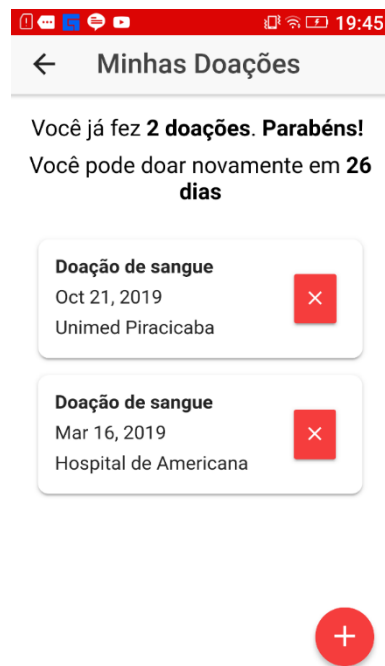 19:45
Minhas Doações
Você já fez 2 doações. Parabéns!
Você pode doar novamente em 26
dias
Doação de sangue
Oct 21, 2019
Unimed Piracicaba
Doação de sangue
Mar 16, 2019
Hospital de Americana